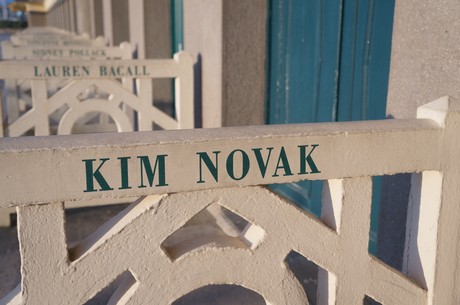 SIDNEY POLLACK
LAUREN BACALL
KIM NOVAK